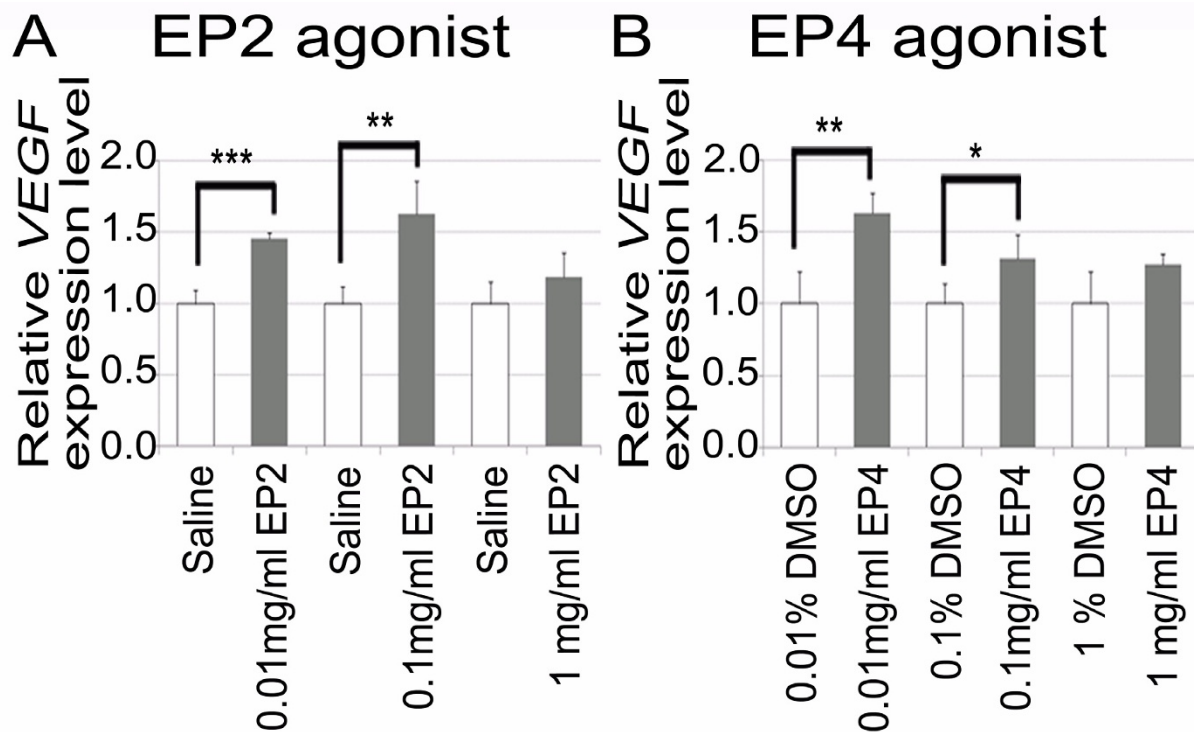 A EP2 agonist
Relative VEGF
expression level
2.0
1.5
1.0
0.5
0.0
***
**
Saline
0.01mg/ml EP2
Saline
0.1mg/ml EP2
Saline
1 mg/ml EP2
B EP4 agonist
Relative VEGF
expression level
2.0
1.5
1.0
0.5
0.0
**
*
0.01% DMSO
0.01mg/ml EP4
0.1% DMSO
0.1mg/ml EP4
1 % DMSO
1 mg/ml EP4